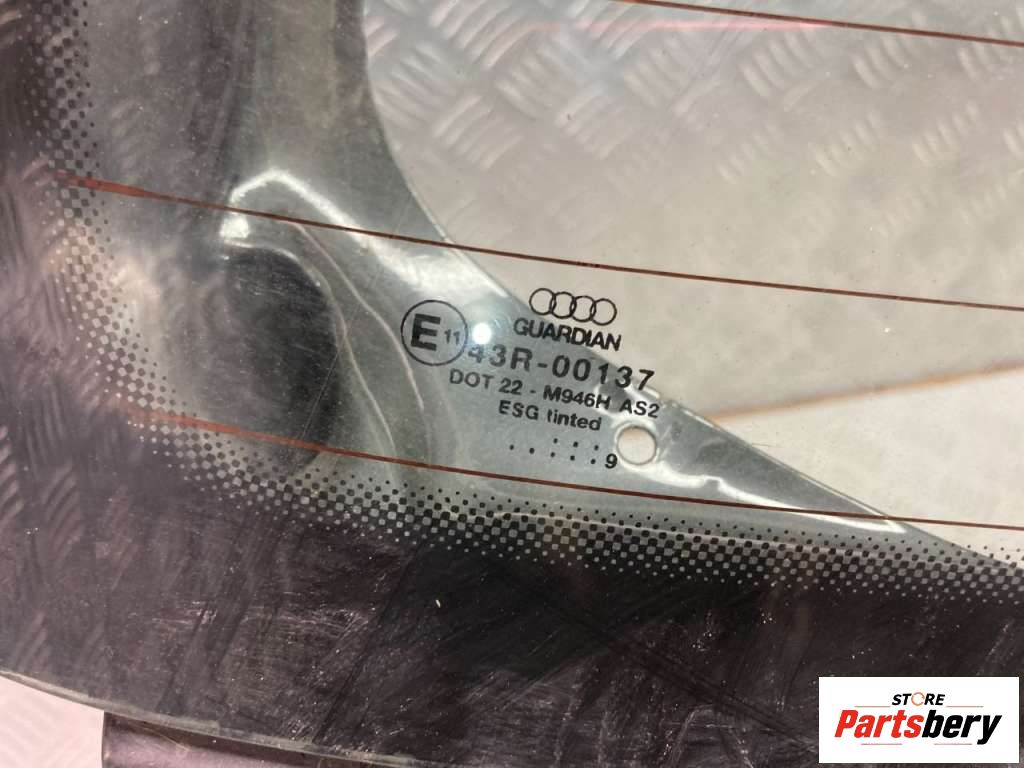 GUARDIAN
E 11 43R-00137
DOT 22 - M946H AS2
ESG tinted
. . . . . . . . 9
STORE
Partsbery